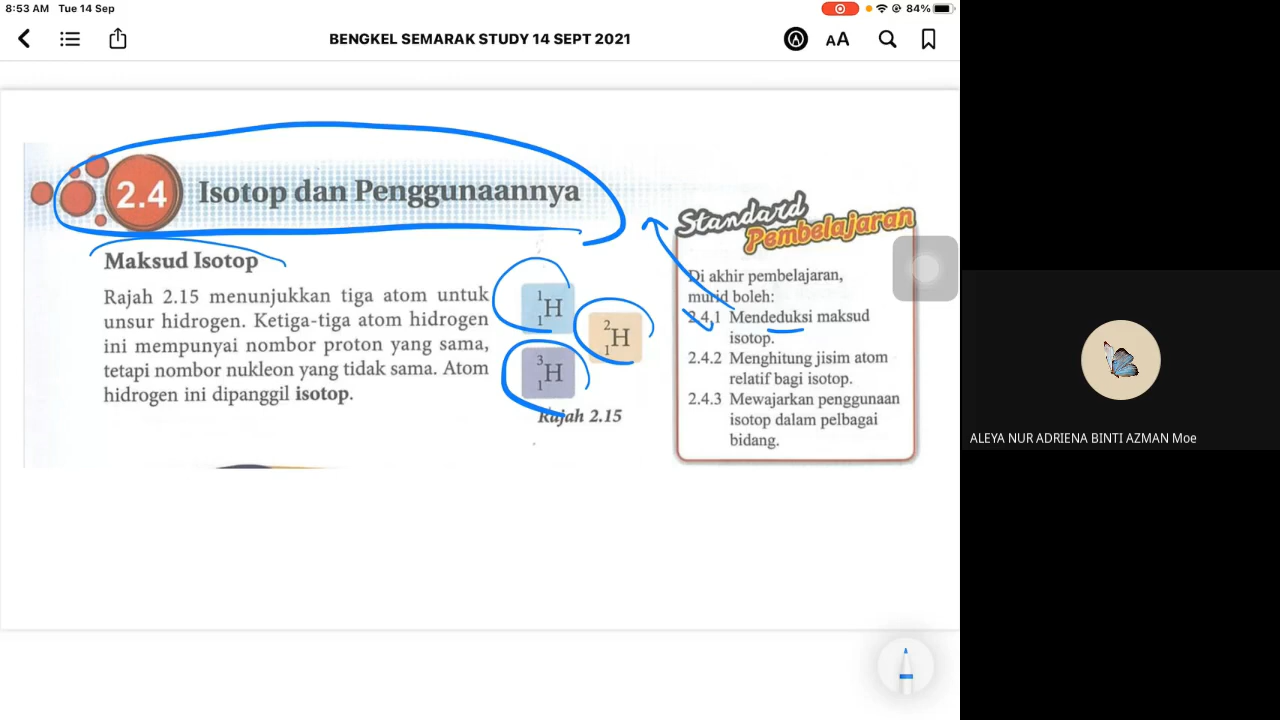 8:53 AM Tue 14 Sep
84%
BENGKEL SEMARAK STUDY 14 SEPT 2021
AA
2.4 Isotop dan Penggunaannya
Maksud Isotop
Rajah 2.15 menunjukkan tiga atom untuk
unsur hidrogen. Ketiga-tiga atom hidrogen
ini mempunyai nombor proton yang sama,
tetapi nombor nukleon yang tidak sama. Atom
hidrogen ini dipanggil isotop.
1
1 H
2
1 H
3
1 H
Rajah 2.15
Standard
Pembelajaran
Di akhir pembelajaran,
murid boleh:
2.4.1 Mendeduksi maksud
isotop.
2.4.2 Menghitung jisim atom
relatif bagi isotop.
2.4.3 Mewajarkan penggunaan
isotop dalam pelbagai
bidang.
ALEYA NUR ADRIENA BINTI AZMAN Moe